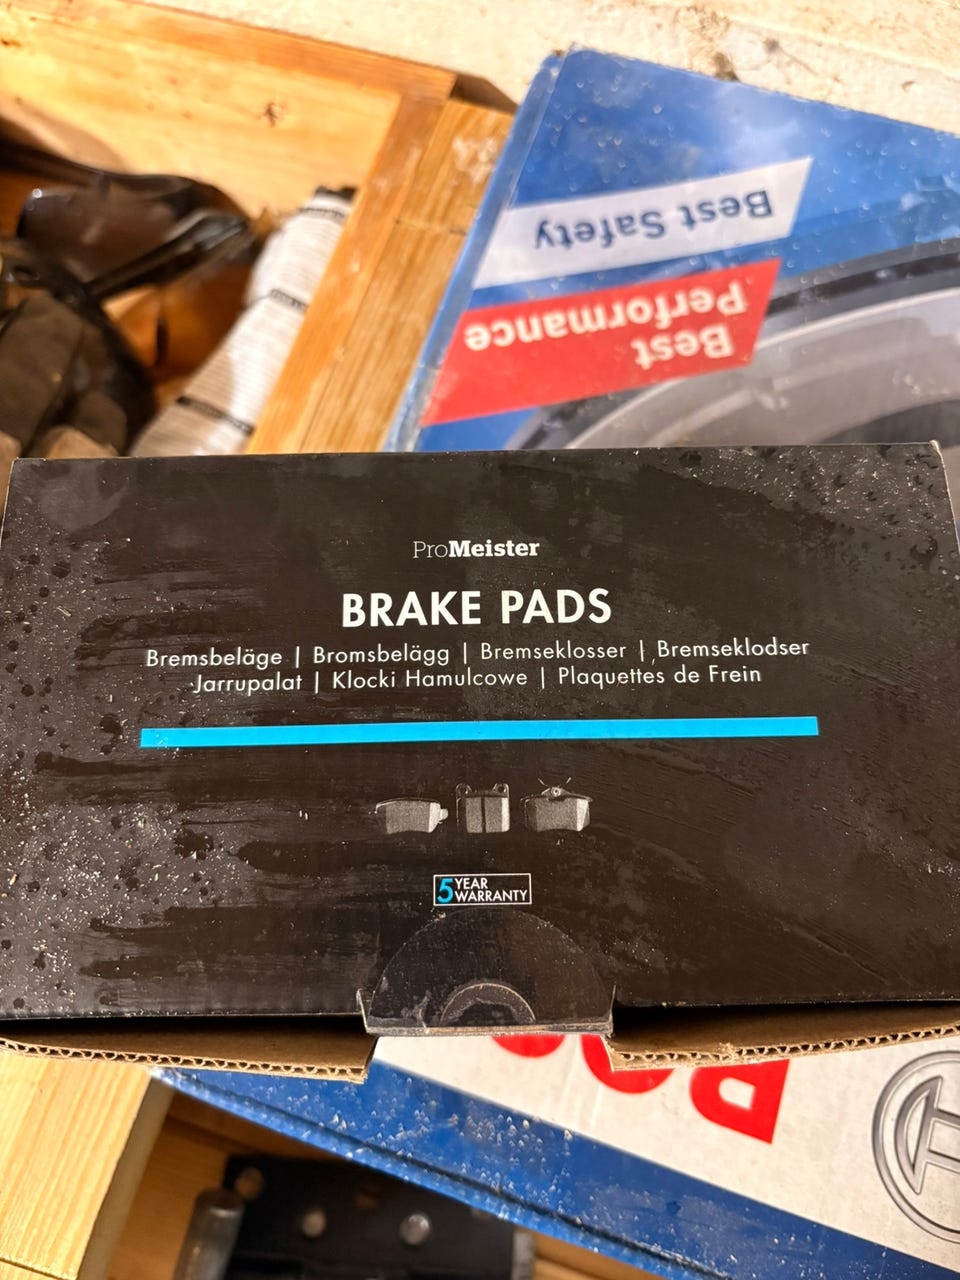 Best Safety
Best
Performance
ProMeister
BRAKE PADS
Bremsbeläge | Bromsbelägg | Bremseklosser | Bremseklodser
Jarrupalat | Klocki Hamulcowe | Plaquettes de Frein
5 YEAR
WARRANTY